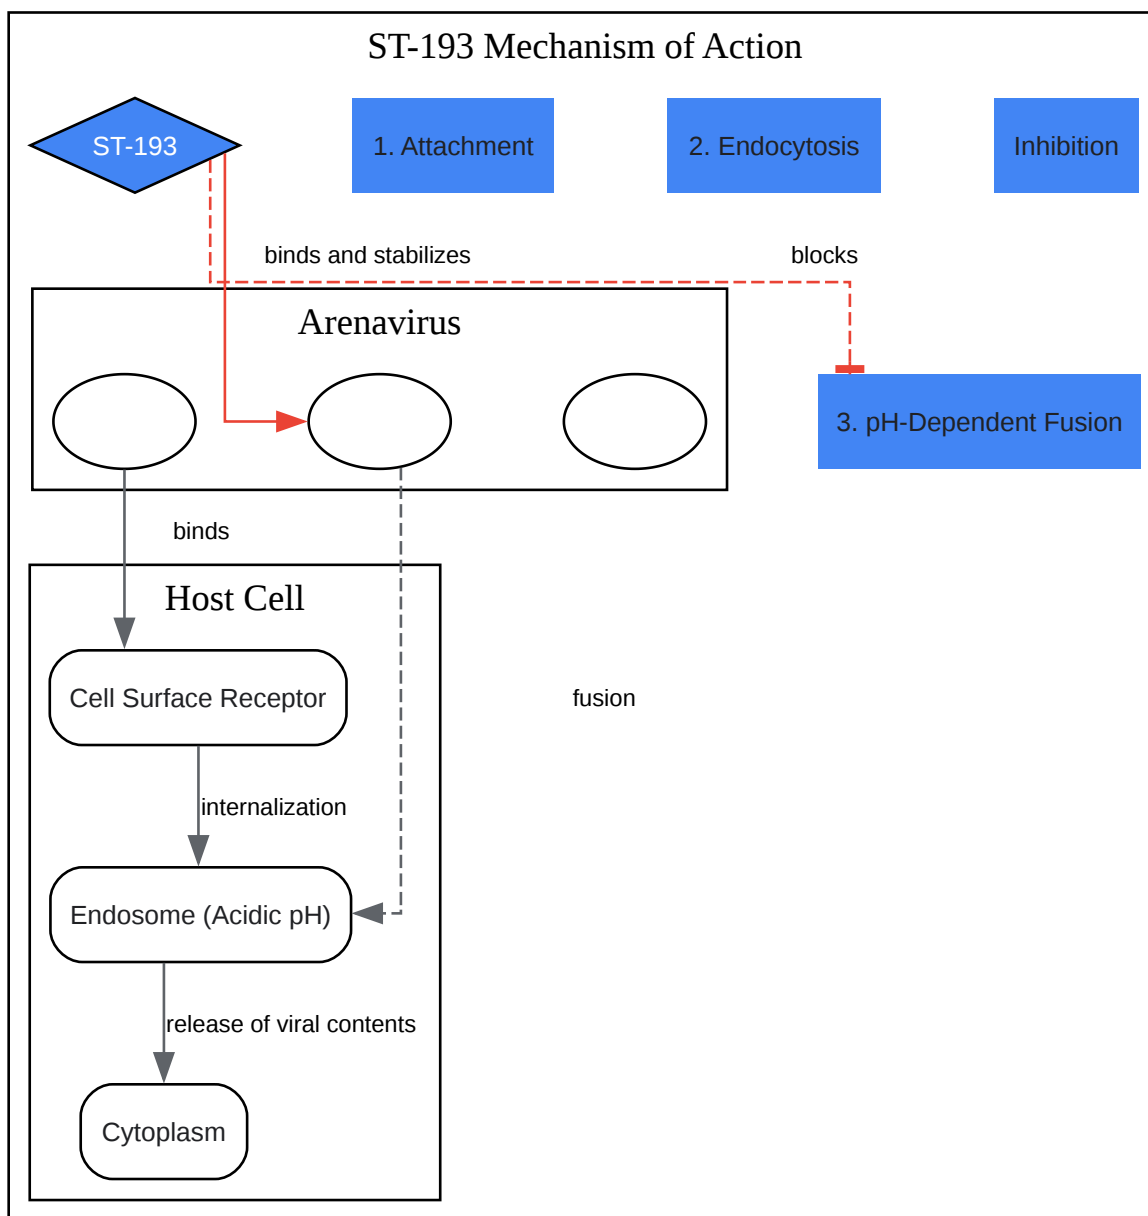 ST-193 Mechanism of Action
ST-193
1. Attachment
2. Endocytosis
Inhibition
binds and stabilizes
blocks
Arenavirus
3. pH-Dependent Fusion
binds
Host Cell
Cell Surface Receptor
fusion
internalization
Endosome (Acidic pH)
release of viral contents
Cytoplasm